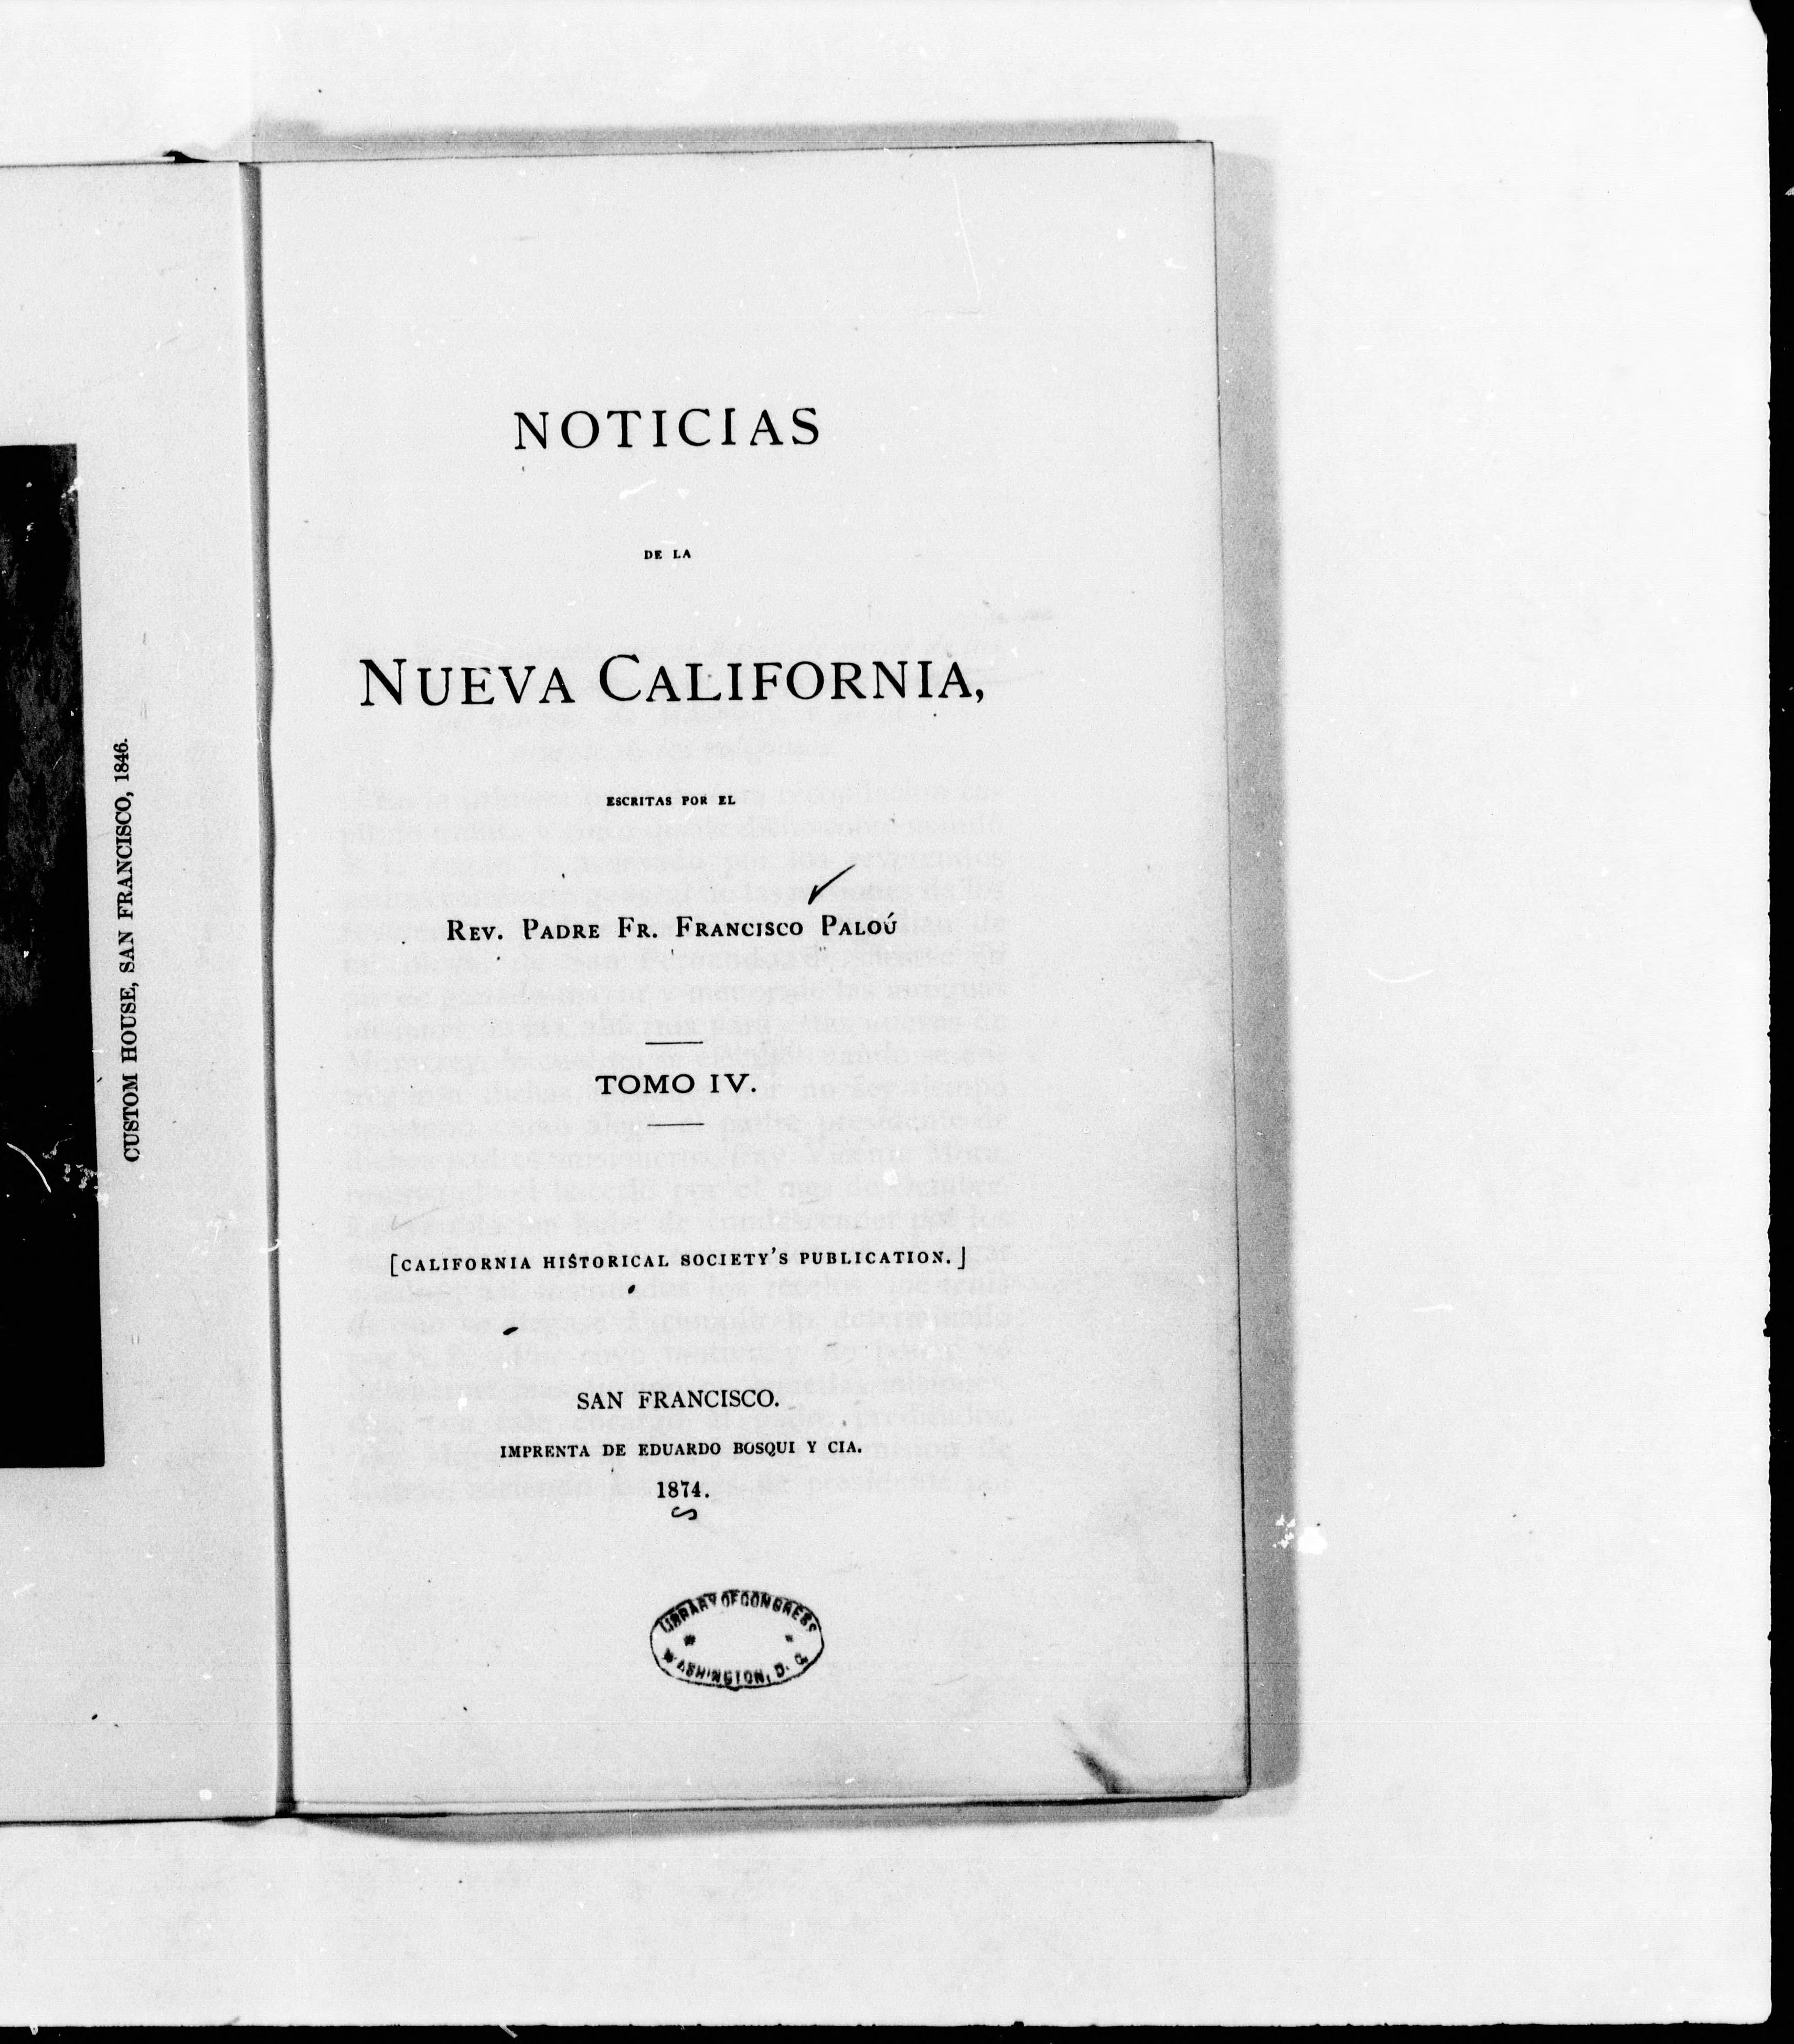 CUSTOM HOUSE, SAN FRANCISCO, 1846.
NOTICIAS
DE LA
NUEVA CALIFORNIA,
ESCRITAS POR EL
REV. PADRE FR. FRANCISCO PALOÚ
TOMO IV.
[CALIFORNIA HISTORICAL SOCIETY'S PUBLICATION.]
SAN FRANCISCO.
IMPRENTA DE EDUARDO BOSQUI Y CIA.
1874.
LIBRARY OF CONGRESS
WASHINGTON, D. C.